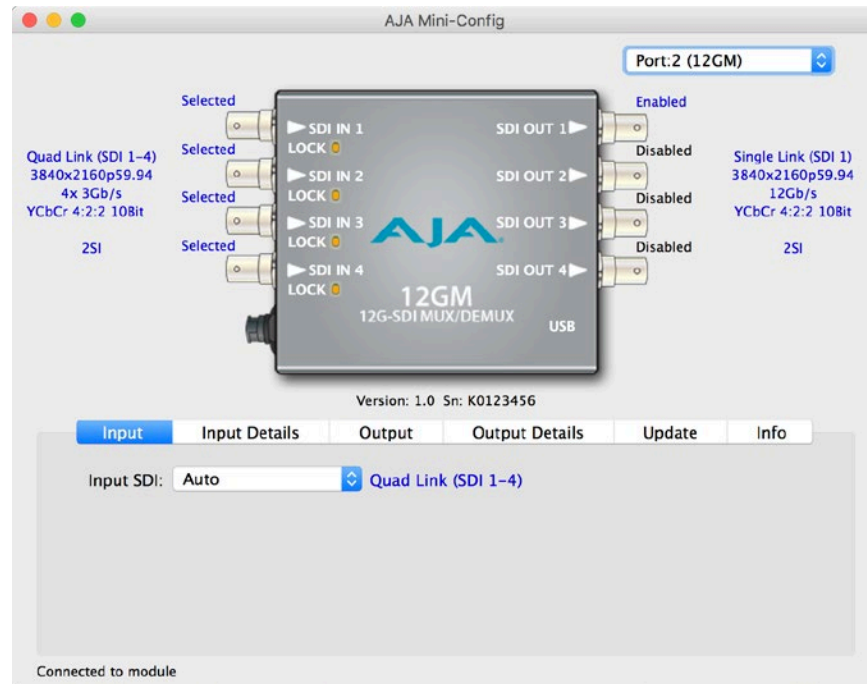 AJA Mini-Config
Port:2 (12GM)
Selected
Enabled
SDI IN 1
SDI OUT 1
LOCK
Quad Link (SDI 1-4)
3840x2160p59.94
4x 3Gb/s
YCbCr 4:2:2 10Bit
2SI
Selected
Disabled
SDI IN 2
SDI OUT 2
LOCK
Single Link (SDI 1)
3840x2160p59.94
12Gb/s
YCbCr 4:2:2 10Bit
2SI
Selected
Disabled
SDI IN 3
SDI OUT 3
LOCK
AJA
Selected
Disabled
SDI IN 4
SDI OUT 4
LOCK
12GM
12G-SDI MUX/DEMUX
USB
Version: 1.0 Sn: K0123456
Input Input Details Output Output Details Update Info
Input SDI: Auto Quad Link (SDI 1-4)
Connected to module